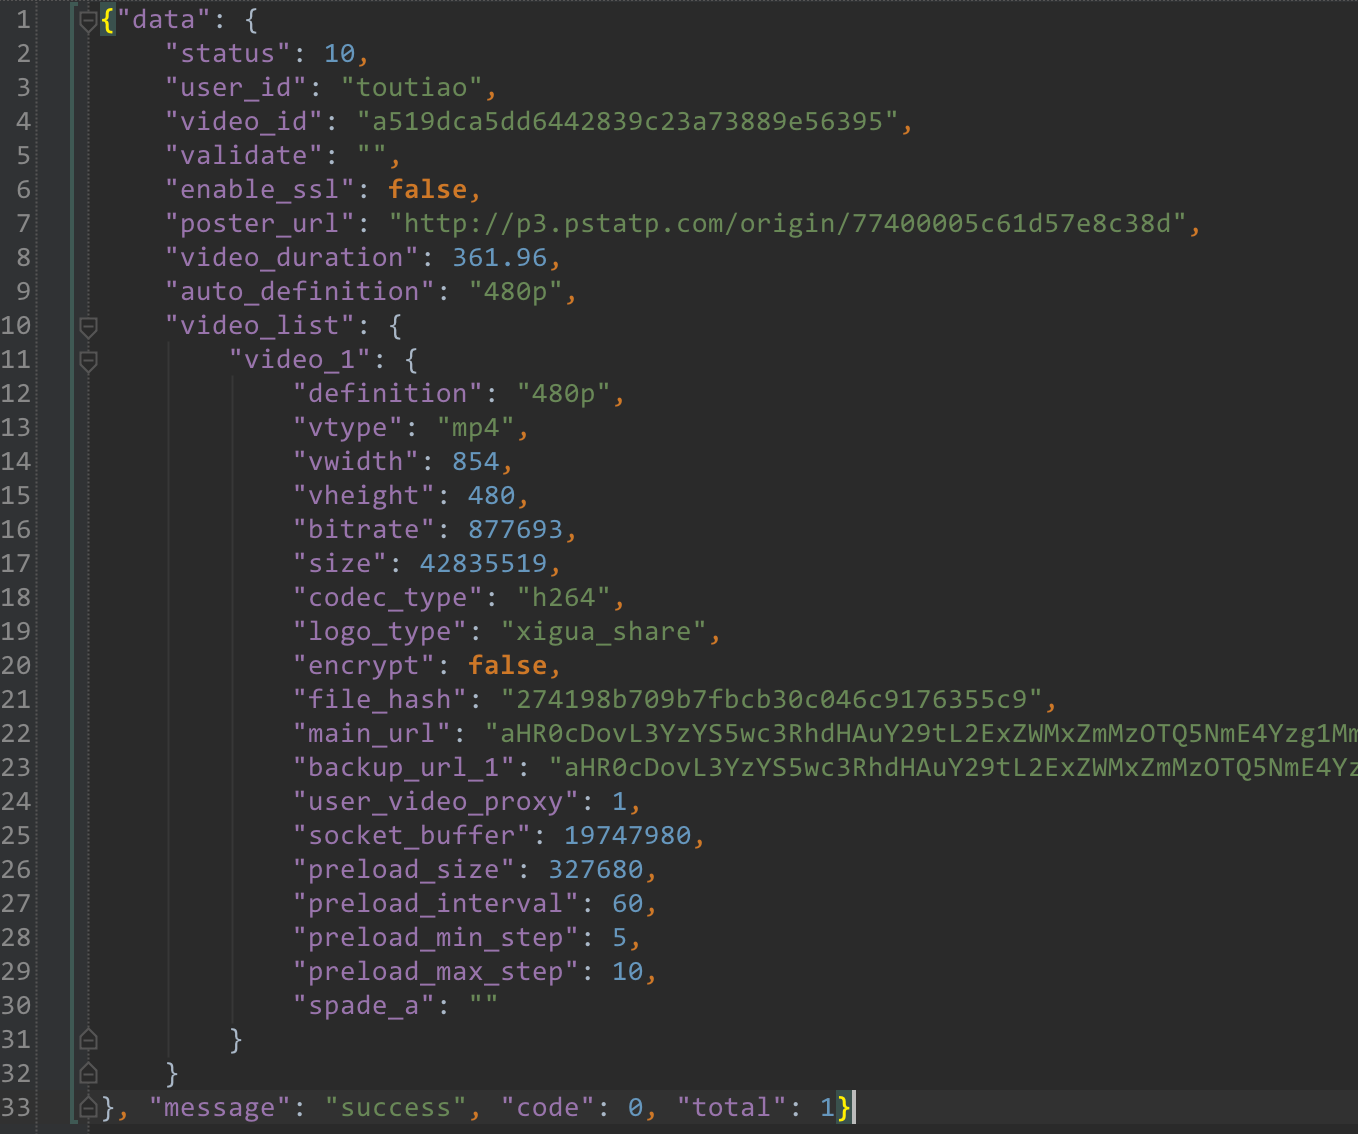 1 {"data": {
2 "status": 10,
3 "user_id": "toutiao",
4 "video_id": "a519dca5dd6442839c23a73889e56395",
5 "validate": "",
6 "enable_ssl": false,
7 "poster_url": "http://p3.pstatp.com/origin/77400005c61d57e8c38d",
8 "video_duration": 361.96,
9 "auto_definition": "480p",
10 "video_list": {
11 "video_1": {
12 "definition": "480p",
13 "vtype": "mp4",
14 "vwidth": 854,
15 "vheight": 480,
16 "bitrate": 877693,
17 "size": 42835519,
18 "codec_type": "h264",
19 "logo_type": "xigua_share",
20 "encrypt": false,
21 "file_hash": "274198b709b7fbcb30c046c9176355c9",
22 "main_url": "aHR0cDovL3YzYS5wc3RhdHAuY29tL2ExZWMxZmMzOTQ5NmE4Yzg1Mm
23 "backup_url_1": "aHR0cDovL3YzYS5wc3RhdHAuY29tL2ExZWMxZmMzOTQ5NmE4Yz
24 "user_video_proxy": 1,
25 "socket_buffer": 19747980,
26 "preload_size": 327680,
27 "preload_interval": 60,
28 "preload_min_step": 5,
29 "preload_max_step": 10,
30 "spade_a": ""
31 }
32 }
33 }, "message": "success", "code": 0, "total": 1}